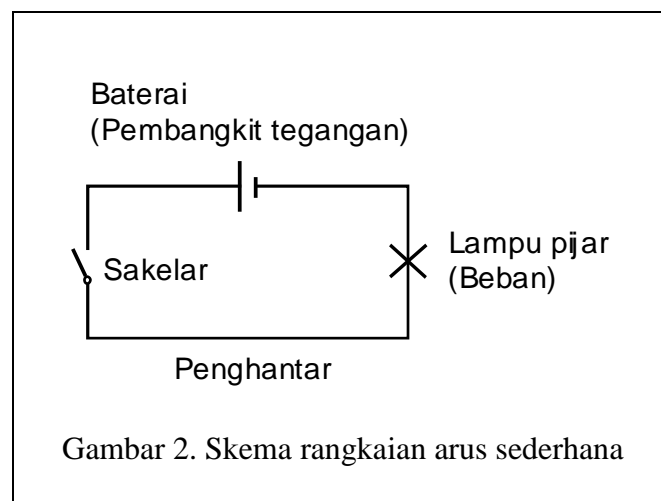 Baterai
(Pembangkit tegangan)
Sakelar
Lampu pijar
(Beban)
Penghantar
Gambar 2. Skema rangkaian arus sederhana